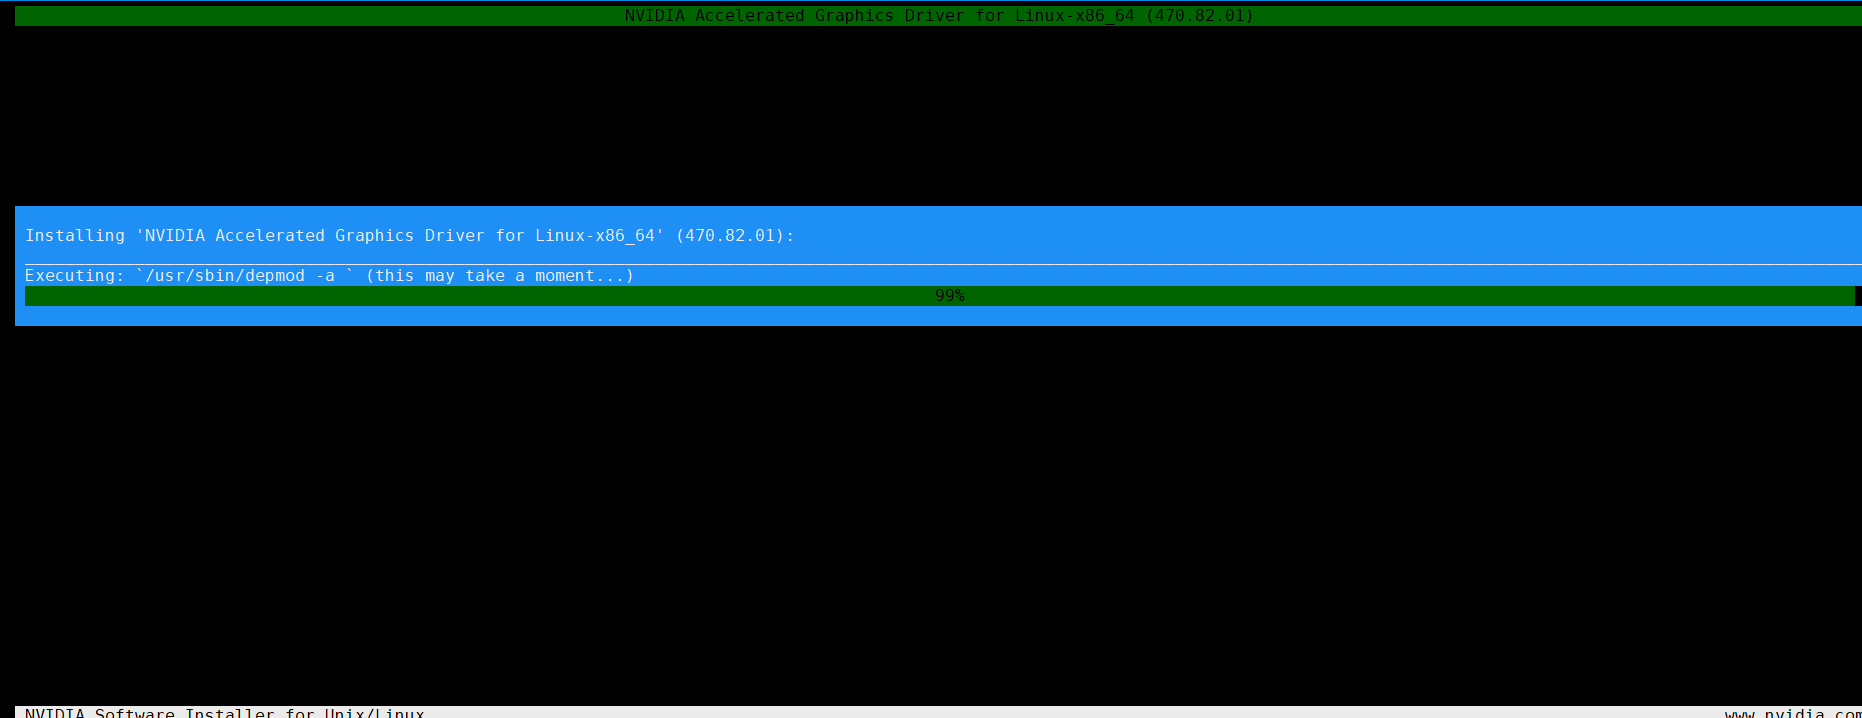 NVIDIA Accelerated Graphics Driver for Linux-x86_64 (470.82.01)
Installing 'NVIDIA Accelerated Graphics Driver for Linux-x86_64' (470.82.01):
Executing: `/usr/sbin/depmod -a ` (this may take a moment...)
99%
NVIDIA Software Installer for Unix/Linux
www.nvidia.com